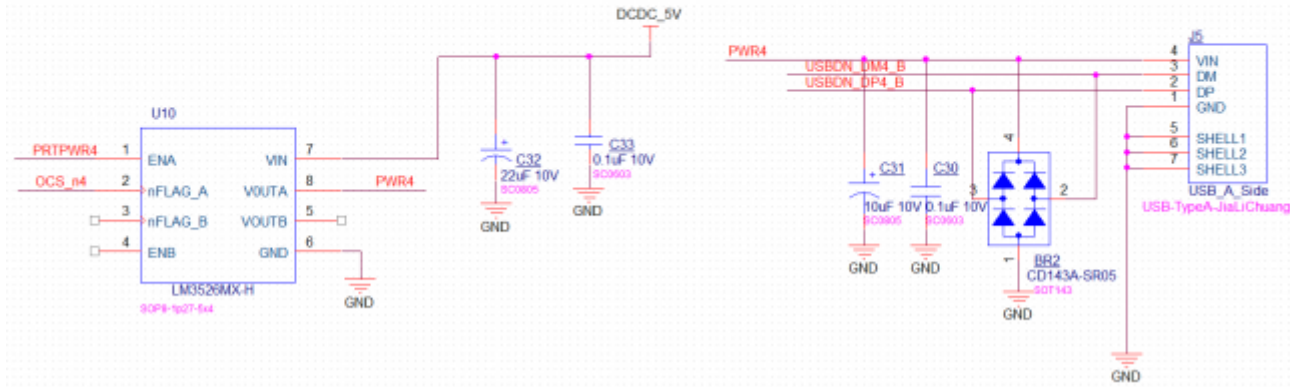 DCDC_5V
U10
PRTPWR4 1 ENA VIN 7
OCS_n4 2 nFLAG_A V0UTA 8 PWR4
3 nFLAG_B VOUTB 5
4 ENB GND 6
LM3526MX-H
SOP8-1p27-5x4
GND
C32
22uF 10V
SC0805
GND
C33
0.1uF 10V
SC0603
GND
J5
PWR4 4 VIN
USBDN_DM4_B 3 DM
USBDN_DP4_B 2 DP
1 GND
5 SHELL1
6 SHELL2
7 SHELL3
USB_A_Side
USB-TypeA-JiaLiChuang
C31
10uF 10V
SC0805
GND
C30
0.1uF 10V
SC0603
GND
4
3 2
1
BR2
CD143A-SR05
SOT143
GND
GND